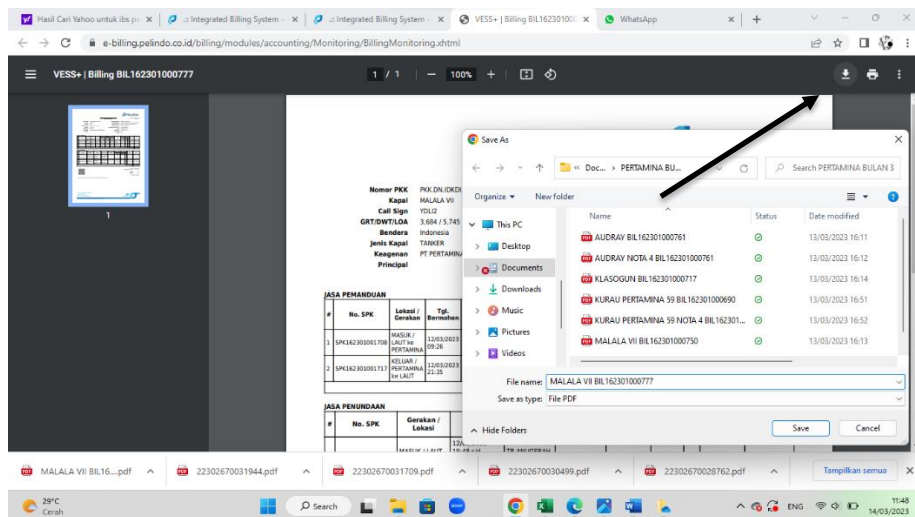 Hasil Cari Yahoo untuk ibs p
.:: Integrated Billing System -
.:: Integrated Billing System -
VESS+ | Billing BIL16230100
WhatsApp
e-billing.pelindo.co.id/billing/modules/accounting/Monitoring/BillingMonitoring.xhtml
VESS+ | Billing BIL162301000777
1 / 1 | − 100% +
1
Nomor PKK PKK.DN.IDKDI
Kapal MALALA VII
Call Sign YDLI2
GRT/DWT/LOA 3,684 / 5,745
Bendera Indonesia
Jenis Kapal TANKER
Keagenan PT PERTAMINA
Principal
JASA PEMANDUAN
# No. SPK Lokasi / Gerakan Tgl. Bermohon
1 SPK162301001708 MASUK / LAUT ke PERTAMINA 12/03/2023 09:26
2 SPK162301001717 KELUAR / PERTAMINA ke LAUT 12/03/2023 21:35
JASA PENUNDAAN
# No. SPK Gerakan / Lokasi
Save As
« Doc... › PERTAMINA BU...
Search PERTAMINA BULAN 3
Organize New folder
This PC
Desktop
Documents
Downloads
Music
Pictures
Videos
Name Status Date modified
AUDRAY BIL162301000761 13/03/2023 16:11
AUDRAY NOTA 4 BIL162301000761 13/03/2023 16:12
KLASOGUN BIL162301000717 13/03/2023 16:14
KURAU PERTAMINA 59 BIL162301000690 13/03/2023 16:51
KURAU PERTAMINA 59 NOTA 4 BIL162301... 13/03/2023 16:52
MALALA VII BIL162301000750 13/03/2023 16:13
File name: MALALA VII BIL162301000777
Save as type: File PDF
Hide Folders
Save Cancel
MALALA VII BIL16....pdf
22302670031944.pdf
22302670031709.pdf
22302670030499.pdf
22302670028762.pdf
Tampilkan semua
29°C
Cerah
Search
ENG
11:48
14/03/2023